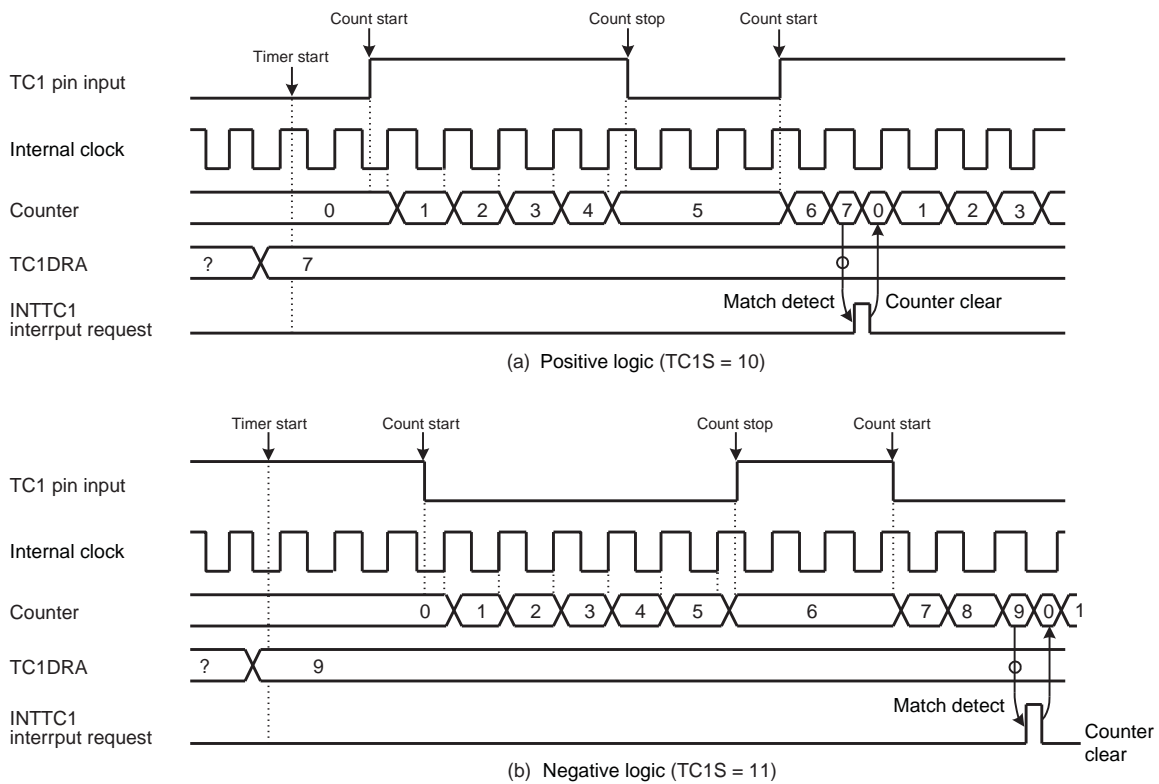 Count start Count stop Count start
Timer start
TC1 pin input
Internal clock
Counter 0 1 2 3 4 5 6 7 0 1 2 3
TC1DRA ? 7
INTTC1
interrput request
Match detect Counter clear
(a) Positive logic (TC1S = 10)
Timer start Count start Count stop Count start
TC1 pin input
Internal clock
Counter 0 1 2 3 4 5 6 7 8 9 0 1
TC1DRA ? 9
INTTC1
interrput request
Match detect
Counter
clear
(b) Negative logic (TC1S = 11)